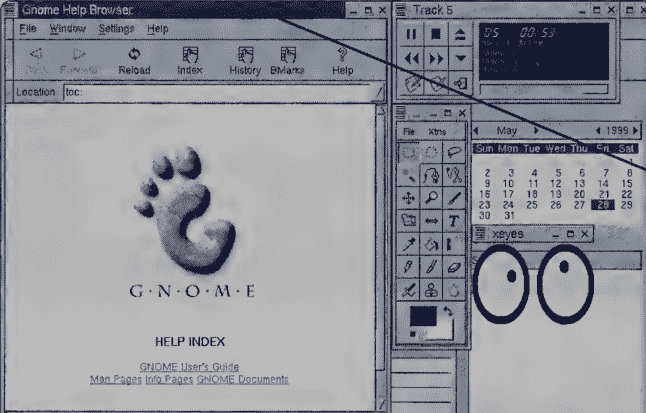 Gnome Help Browser
File Window Settings Help
Back Forward Reload Index History BMarks Help
Location toc:
G·N·O·M·E
HELP INDEX
GNOME User's Guide
Man Pages Info Pages GNOME Documents
Track 5
05 00:53
File Xtns
May 1999
Sun Mon Tue Wed Thu Fri Sat
1
2 3 4 5 6 7 8
9 10 11 12 13 14 15
16 17 18 19 20 21 22
23 24 25 26 27 28 29
30 31
xeyes